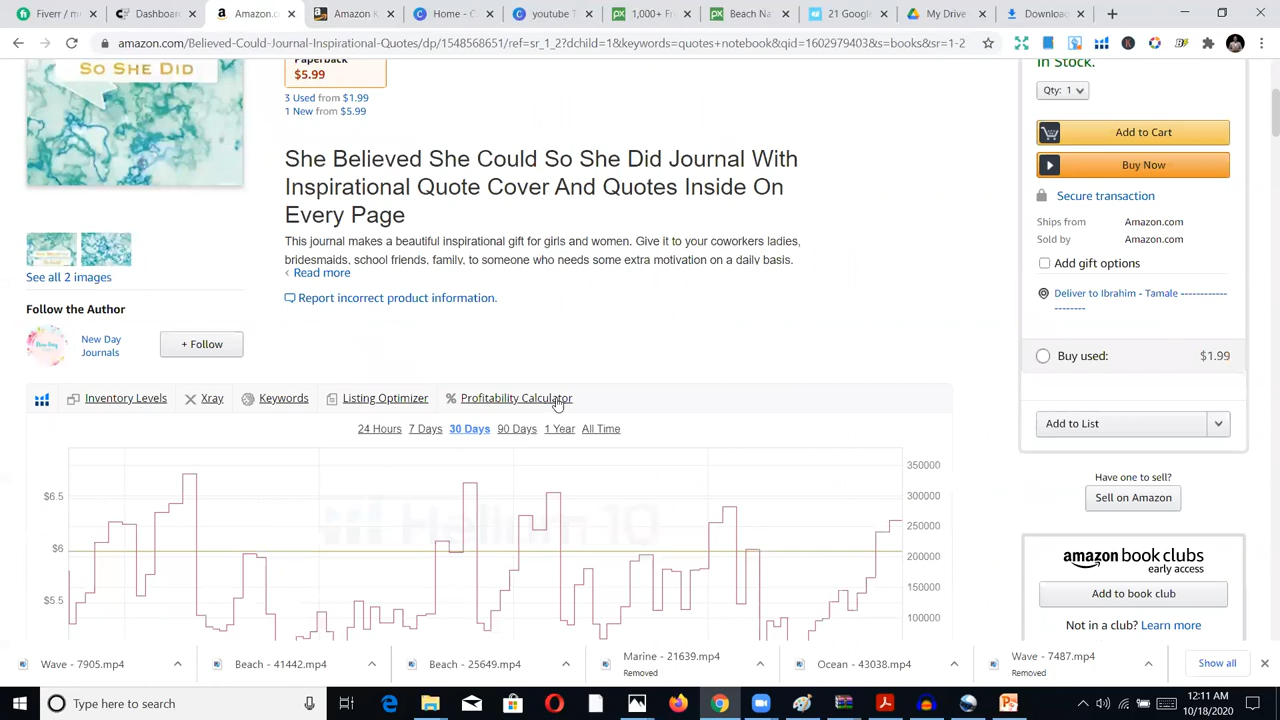 fiverr / m
Dashboard
Amazon.c
Amazon K
Home - C
youtube T
1,000+ Fr
Beach Na
21 Google
My Drive
Downloac
amazon.com/Believed-Could-Journal-Inspirational-Quotes/dp/1548568651/ref=sr_1_2?dchild=1&keywords=quotes+notebook&qid=1602979403&s=books&sr=1-2
SO SHE DID
Paperback
$5.99
3 Used from $1.99
1 New from $5.99
She Believed She Could So She Did Journal With
Inspirational Quote Cover And Quotes Inside On
Every Page
This journal makes a beautiful inspirational gift for girls and women. Give it to your coworkers ladies,
bridesmaids, school friends, family, to someone who needs some extra motivation on a daily basis.
Read more
Report incorrect product information.
See all 2 images
Follow the Author
New Day
Journals
+ Follow
In Stock.
Qty: 1
Add to Cart
Buy Now
Secure transaction
Ships from Amazon.com
Sold by Amazon.com
Add gift options
Deliver to Ibrahim - Tamale ------------
--------
Buy used: $1.99
Add to List
Have one to sell?
Sell on Amazon
amazon book clubs
early access
Add to book club
Not in a club? Learn more
Inventory Levels Xray Keywords Listing Optimizer % Profitability Calculator
24 Hours 7 Days 30 Days 90 Days 1 Year All Time
Helium 10
$6.5
$6
$5.5
350000
300000
250000
200000
150000
100000
Wave - 7905.mp4
Beach - 41442.mp4
Beach - 25649.mp4
Marine - 21639.mp4
Removed
Ocean - 43038.mp4
Wave - 7487.mp4
Removed
Show all
Type here to search
12:11 AM
10/18/2020